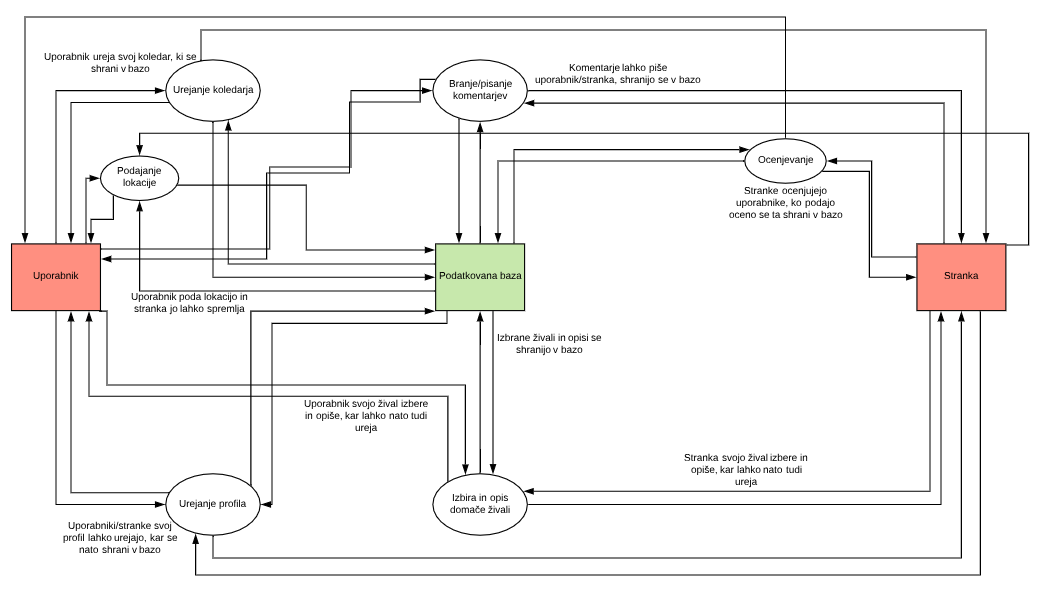 Uporabnik ureja svoj koledar, ki se
shrani v bazo
Urejanje koledarja
Branje/pisanje
komentarjev
Komentarje lahko piše
uporabnik/stranka, shranijo se v bazo
Podajanje
lokacije
Ocenjevanje
Stranke ocenjujejo
uporabnike, ko podajo
oceno se ta shrani v bazo
Uporabnik
Podatkovana baza
Stranka
Uporabnik poda lokacijo in
stranka jo lahko spremlja
Izbrane živali in opisi se
shranijo v bazo
Uporabnik svojo žival izbere
in opiše, kar lahko nato tudi
ureja
Stranka svojo žival izbere in
opiše, kar lahko nato tudi
ureja
Urejanje profila
Izbira in opis
domače živali
Uporabniki/stranke svoj
profil lahko urejajo, kar se
nato shrani v bazo